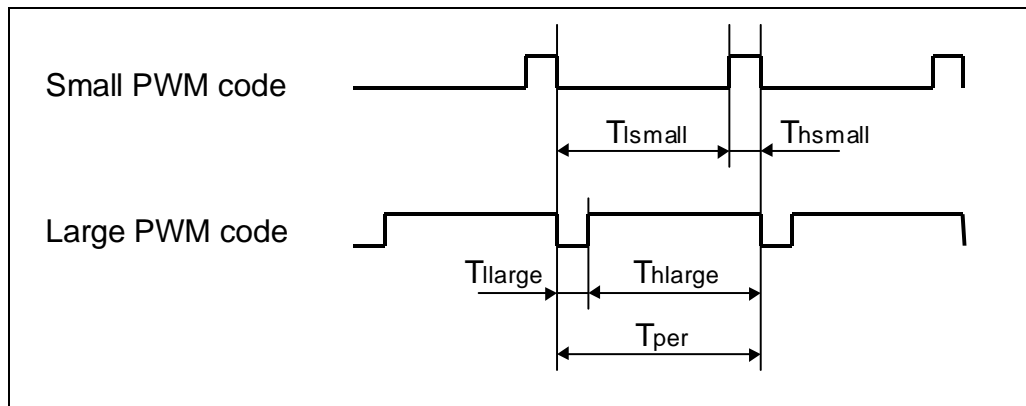 Small PWM code
Tlsmall Thsmall
Large PWM code
Tllarge Thlarge
Tper